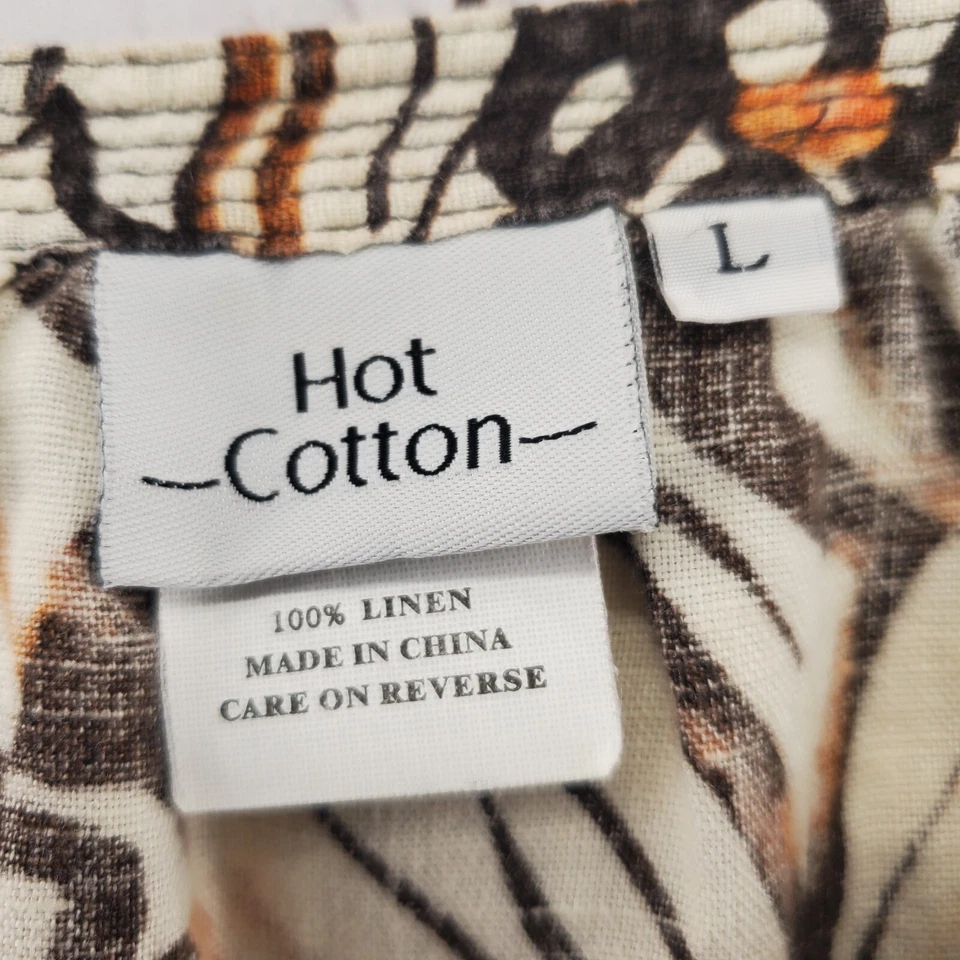 Hot
Cotton
L
100% LINEN
MADE IN CHINA
CARE ON REVERSE